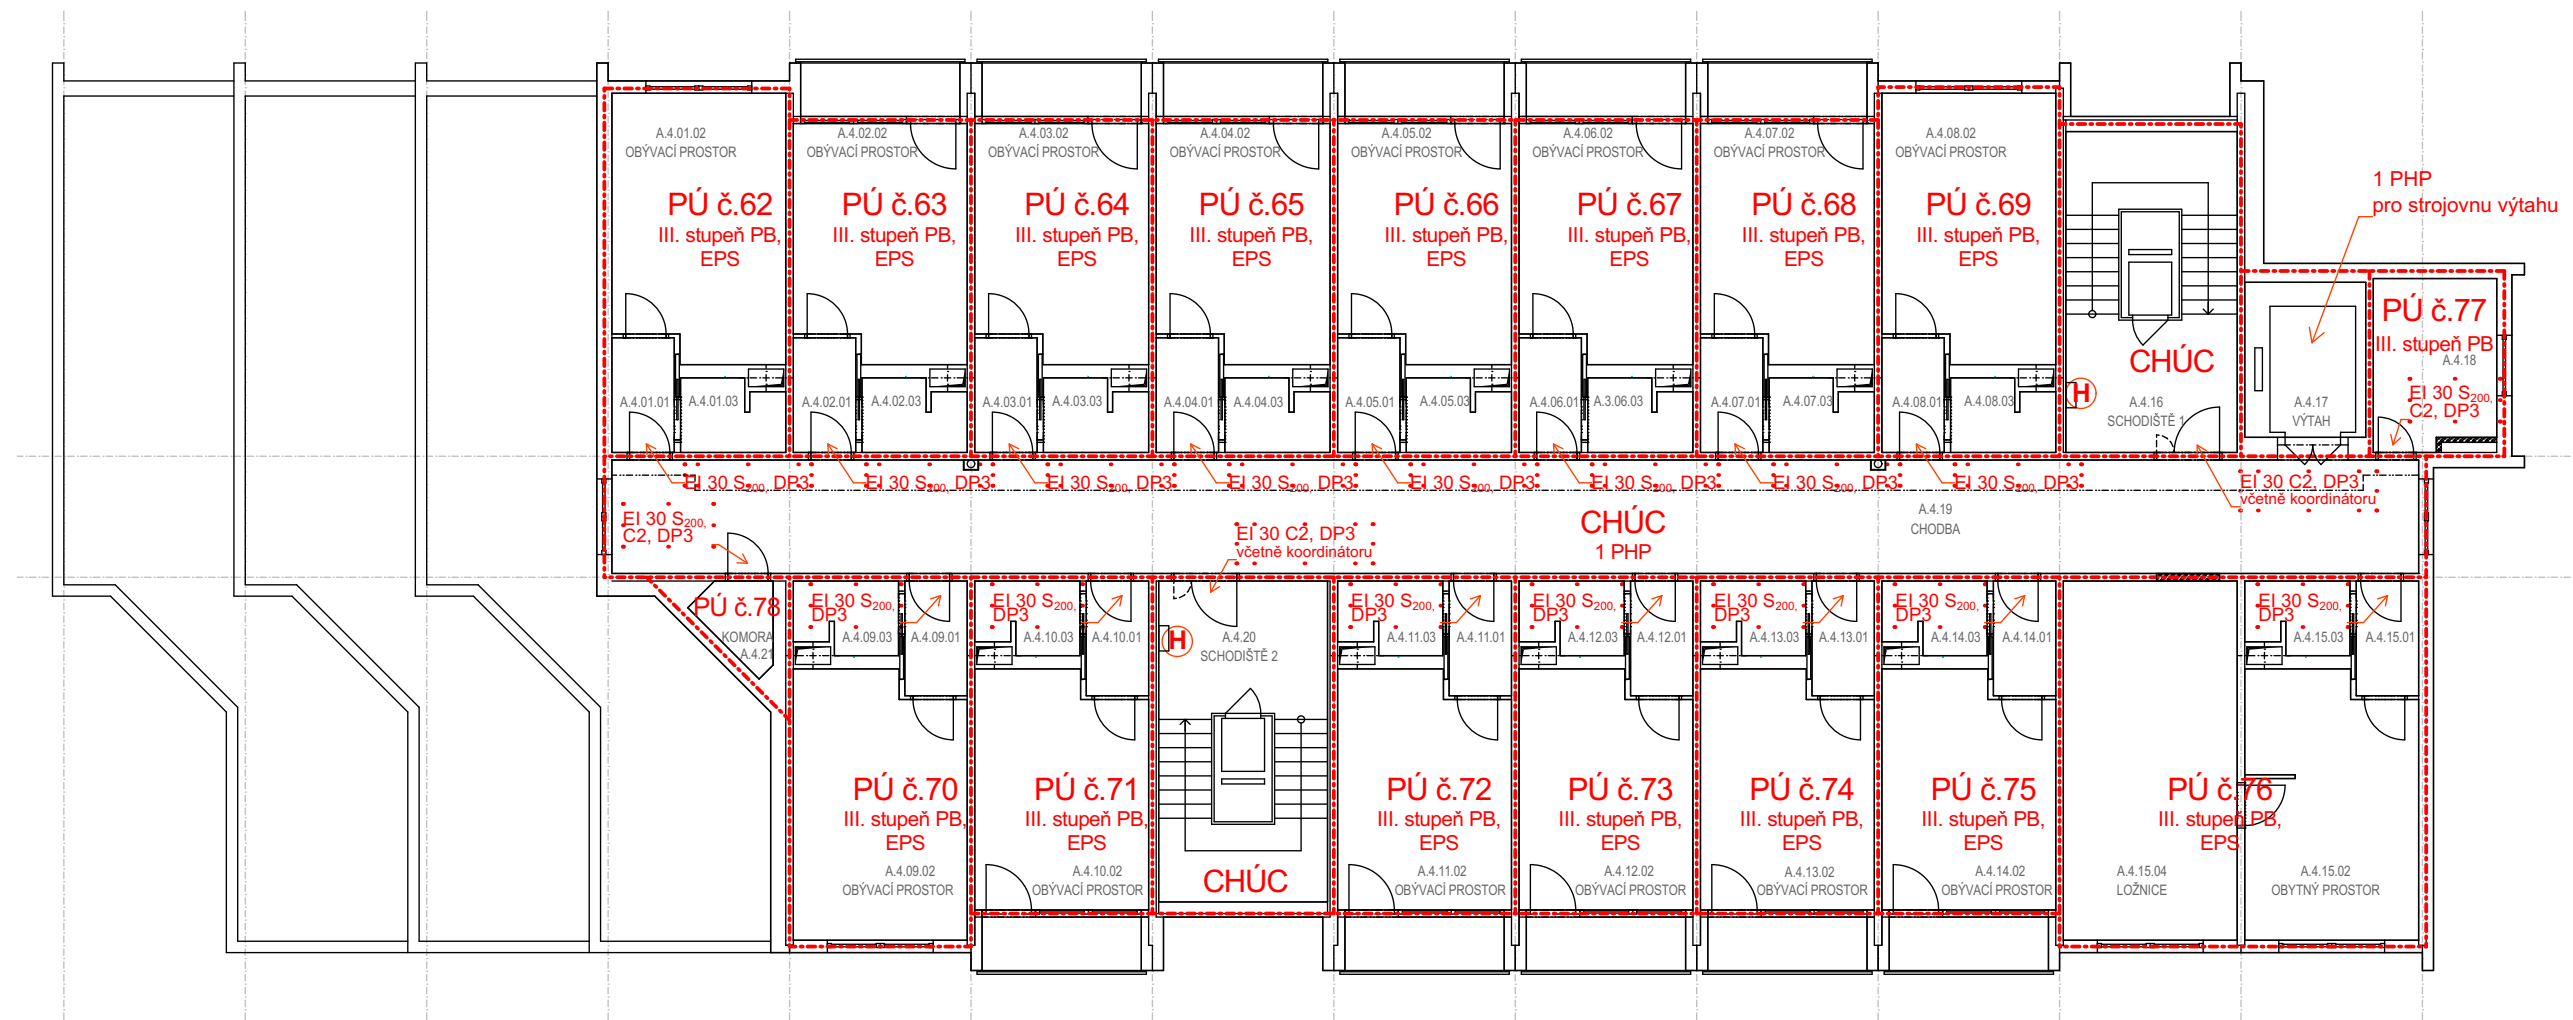 A.4.01.02
OBÝVACÍ PROSTOR
A.4.02.02
OBÝVACÍ PROSTOR
A.4.03.02
OBÝVACÍ PROSTOR
A.4.04.02
OBÝVACÍ PROSTOR
A.4.05.02
OBÝVACÍ PROSTOR
A.4.06.02
OBÝVACÍ PROSTOR
A.4.07.02
OBÝVACÍ PROSTOR
A.4.08.02
OBÝVACÍ PROSTOR
1 PHP
pro strojovnu výtahu
PÚ č.62
III. stupeň PB,
EPS
PÚ č.63
III. stupeň PB,
EPS
PÚ č.64
III. stupeň PB,
EPS
PÚ č.65
III. stupeň PB,
EPS
PÚ č.66
III. stupeň PB,
EPS
PÚ č.67
III. stupeň PB,
EPS
PÚ č.68
III. stupeň PB,
EPS
PÚ č.69
III. stupeň PB,
EPS
PÚ č.77
III. stupeň PB
A.4.18
EI 30 S200,
C2, DP3
CHÚC
H
A.4.16
SCHODIŠTĚ 1
A.4.17
VÝTAH
A.4.01.01
A.4.01.03
A.4.02.01
A.4.02.03
A.4.03.01
A.4.03.03
A.4.04.01
A.4.04.03
A.4.05.01
A.4.05.03
A.4.06.01
A.3.06.03
A.4.07.01
A.4.07.03
A.4.08.01
A.4.08.03
EI 30 S200, DP3
EI 30 S200, DP3
EI 30 S200, DP3
EI 30 S200, DP3
EI 30 S200, DP3
EI 30 S200, DP3
EI 30 S200, DP3
EI 30 S200, DP3
EI 30 C2, DP3
včetně koordinátoru
EI 30 S200,
C2, DP3
EI 30 C2, DP3
včetně koordinátoru
CHÚC
1 PHP
A.4.19
CHODBA
PÚ č.78
KOMORA
A.4.21
EI 30 S200,
DP3
A.4.09.03
A.4.09.01
EI 30 S200,
DP3
A.4.10.03
A.4.10.01
H
A.4.20
SCHODIŠTĚ 2
EI 30 S200,
DP3
A.4.11.03
A.4.11.01
EI 30 S200,
DP3
A.4.12.03
A.4.12.01
EI 30 S200,
DP3
A.4.13.03
A.4.13.01
EI 30 S200,
DP3
A.4.14.03
A.4.14.01
EI 30 S200,
DP3
A.4.15.03
A.4.15.01
PÚ č.70
III. stupeň PB,
EPS
A.4.09.02
OBÝVACÍ PROSTOR
PÚ č.71
III. stupeň PB,
EPS
A.4.10.02
OBÝVACÍ PROSTOR
CHÚC
PÚ č.72
III. stupeň PB,
EPS
A.4.11.02
OBÝVACÍ PROSTOR
PÚ č.73
III. stupeň PB,
EPS
A.4.12.02
OBÝVACÍ PROSTOR
PÚ č.74
III. stupeň PB,
EPS
A.4.13.02
OBÝVACÍ PROSTOR
PÚ č.75
III. stupeň PB,
EPS
A.4.14.02
OBÝVACÍ PROSTOR
PÚ č.76
III. stupeň PB,
EPS
A.4.15.04
LOŽNICE
A.4.15.02
OBYTNÝ PROSTOR